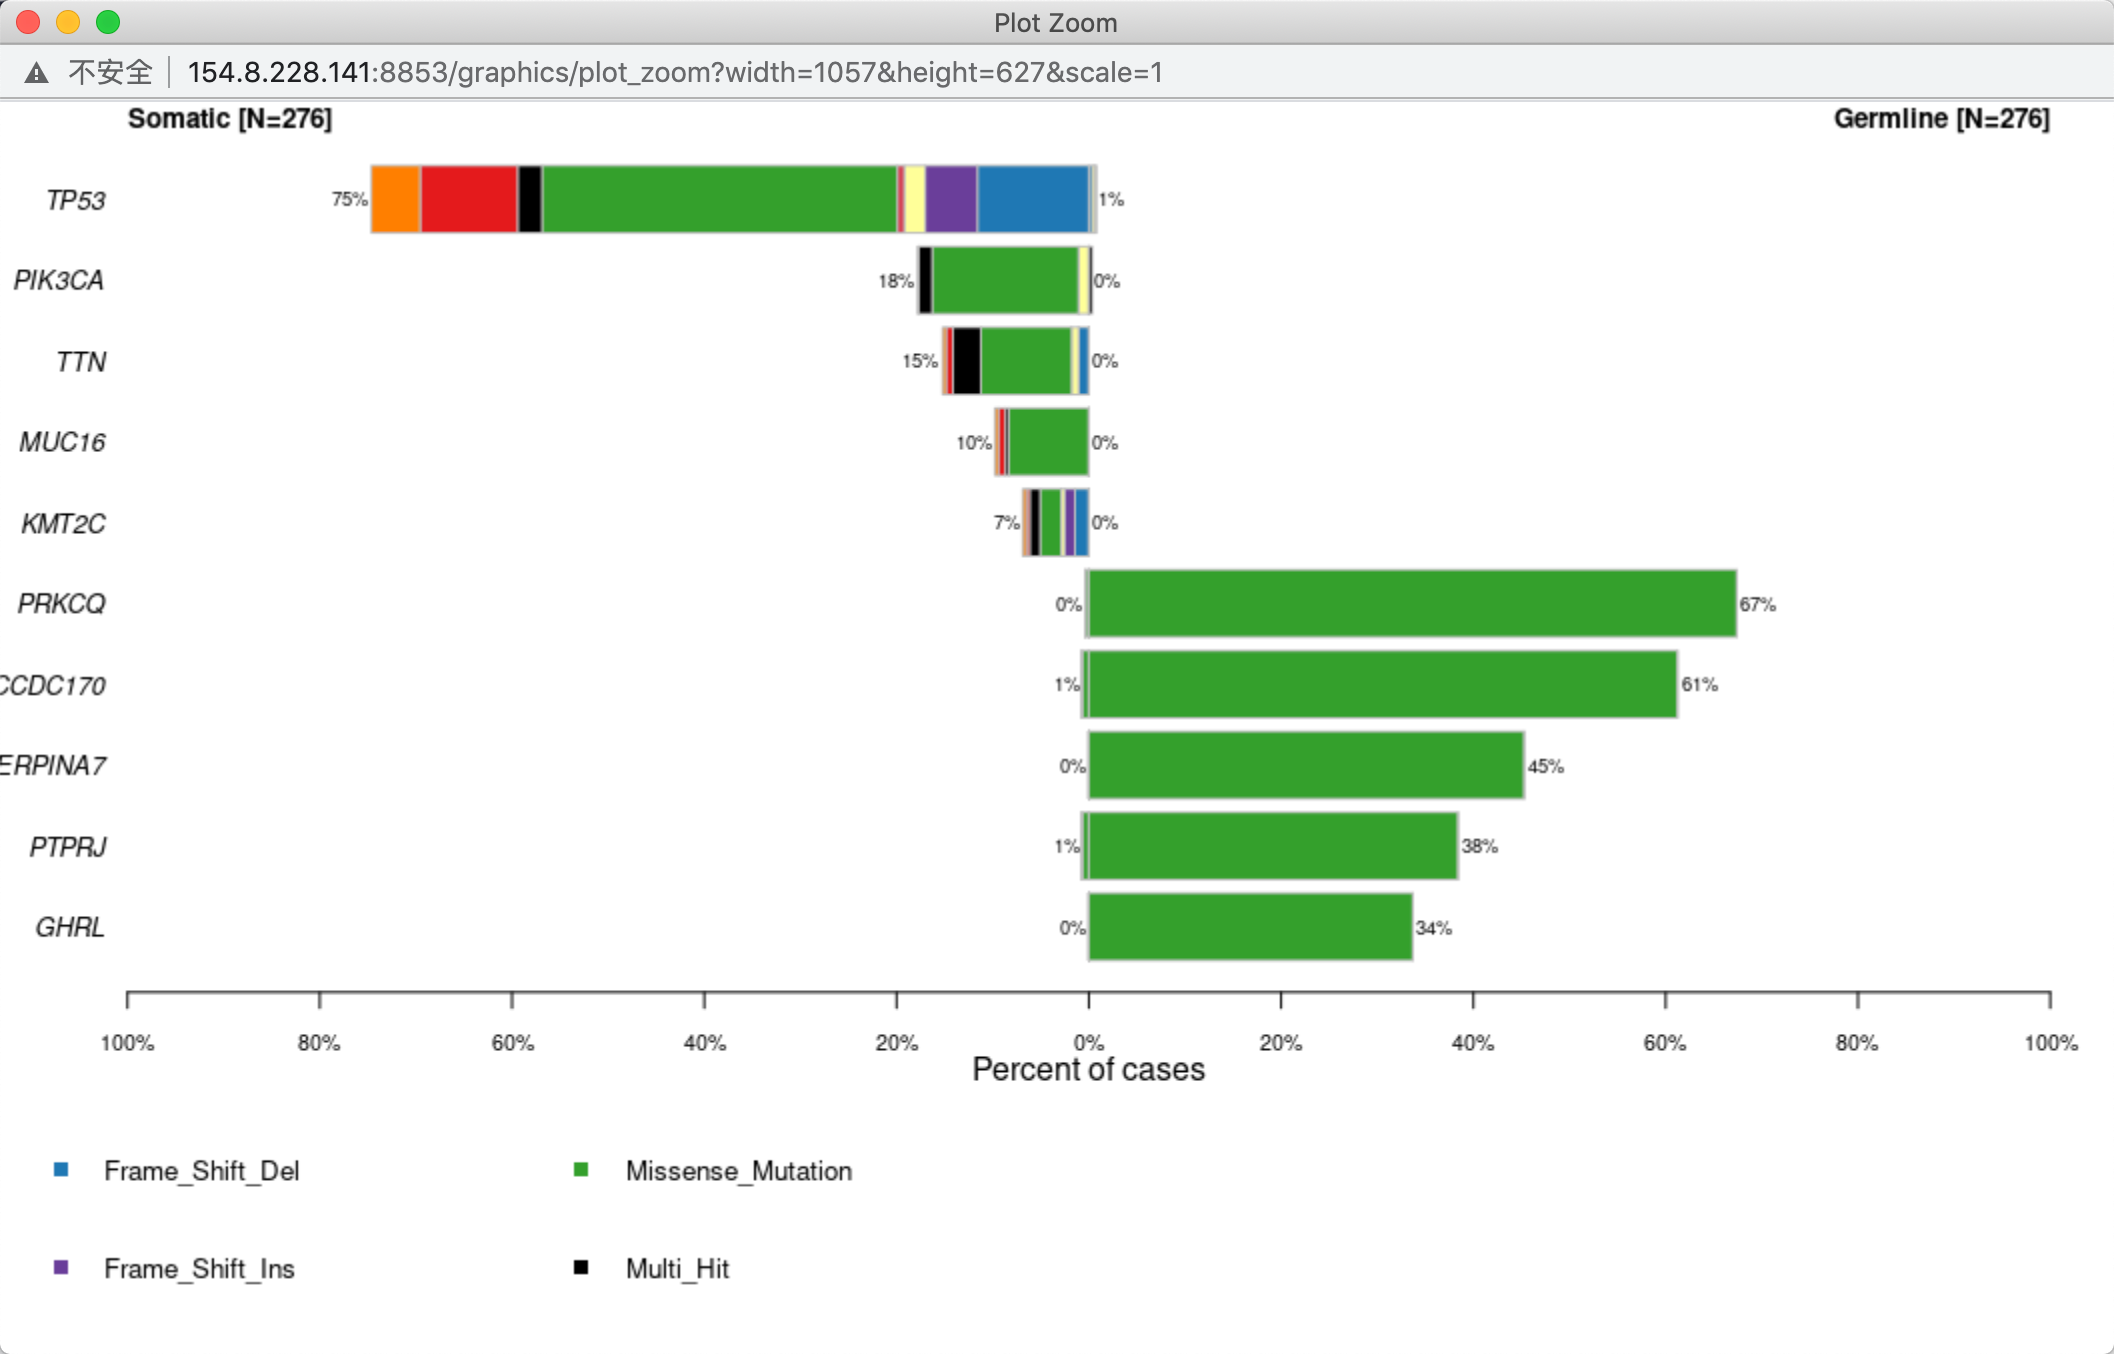 Plot Zoom
不安全 154.8.228.141:8853/graphics/plot_zoom?width=1057&height=627&scale=1
Somatic [N=276] Germline [N=276]
TP53 75% 1%
PIK3CA 18% 0%
TTN 15% 0%
MUC16 10% 0%
KMT2C 7% 0%
PRKCQ 0% 67%
CCDC170 1% 61%
ERPINA7 0% 45%
PTPRJ 1% 38%
GHRL 0% 34%
100% 80% 60% 40% 20% 0% 20% 40% 60% 80% 100%
Percent of cases
Frame_Shift_Del Missense_Mutation
Frame_Shift_Ins Multi_Hit